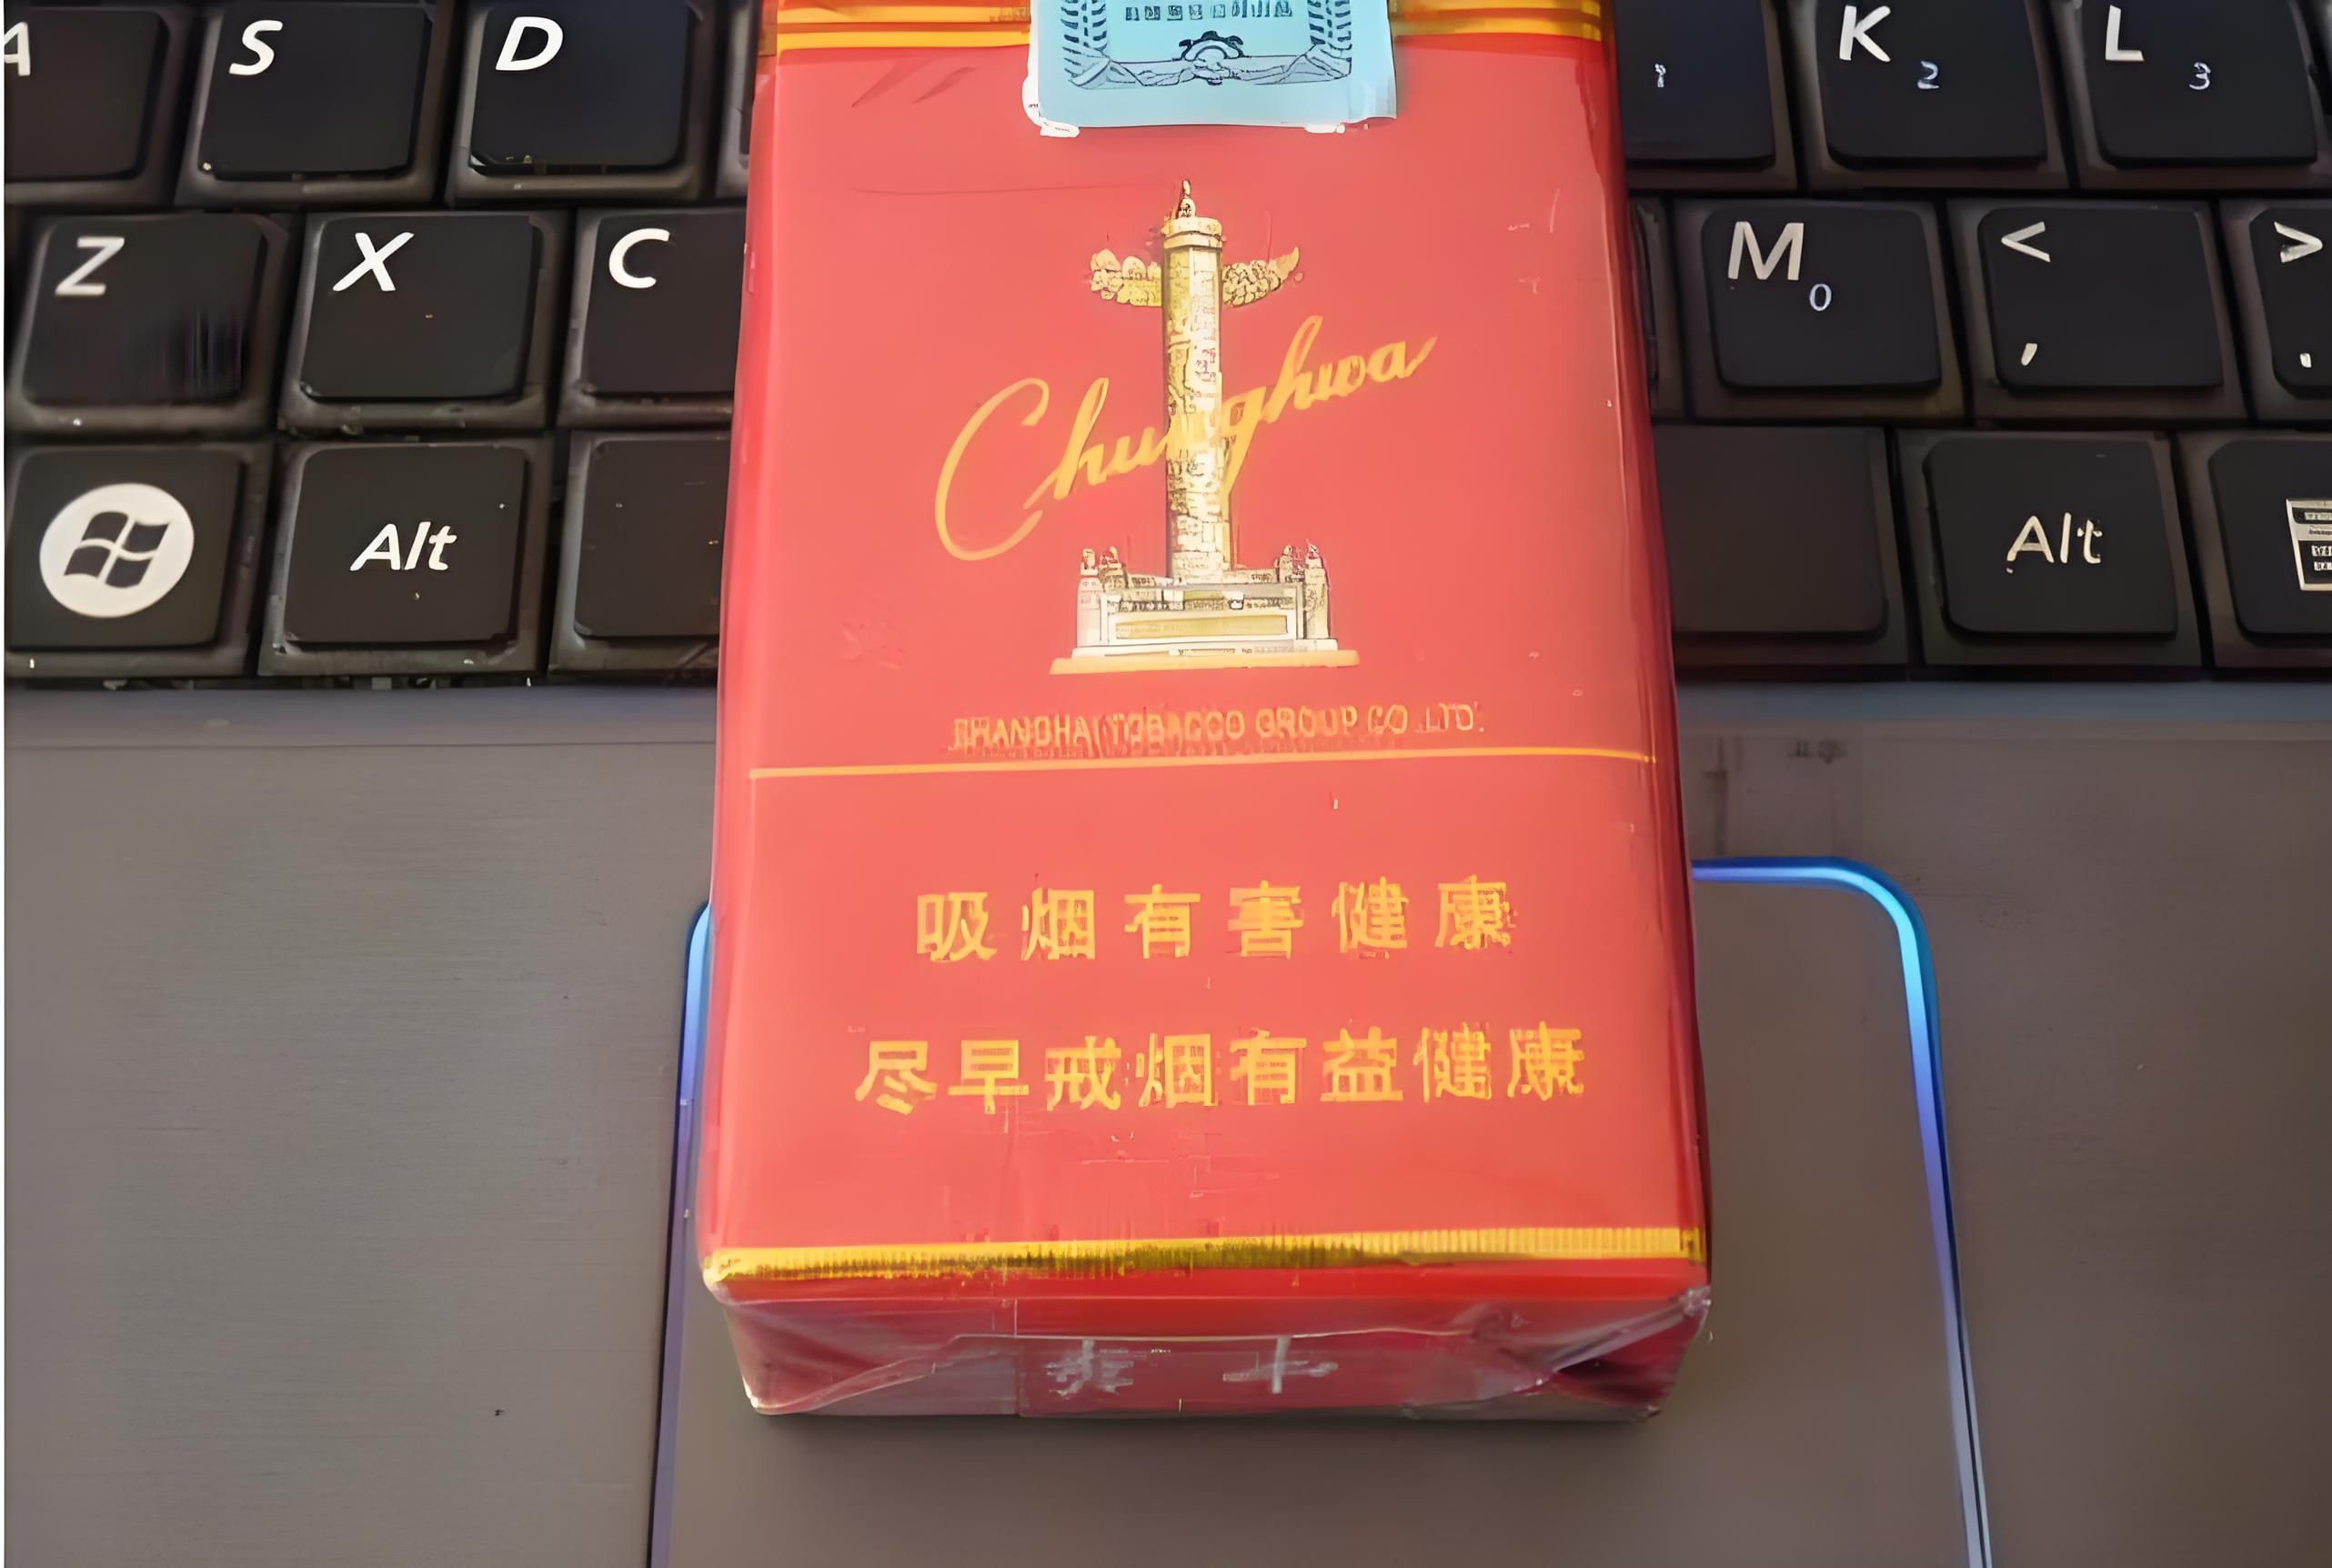 A S D K 2 L 3
Z X C M 0 < , > .
Alt Alt
Chunghwa
SHANGHAI TOBACCO GROUP CO.,LTD.
吸烟有害健康
尽早戒烟有益健康